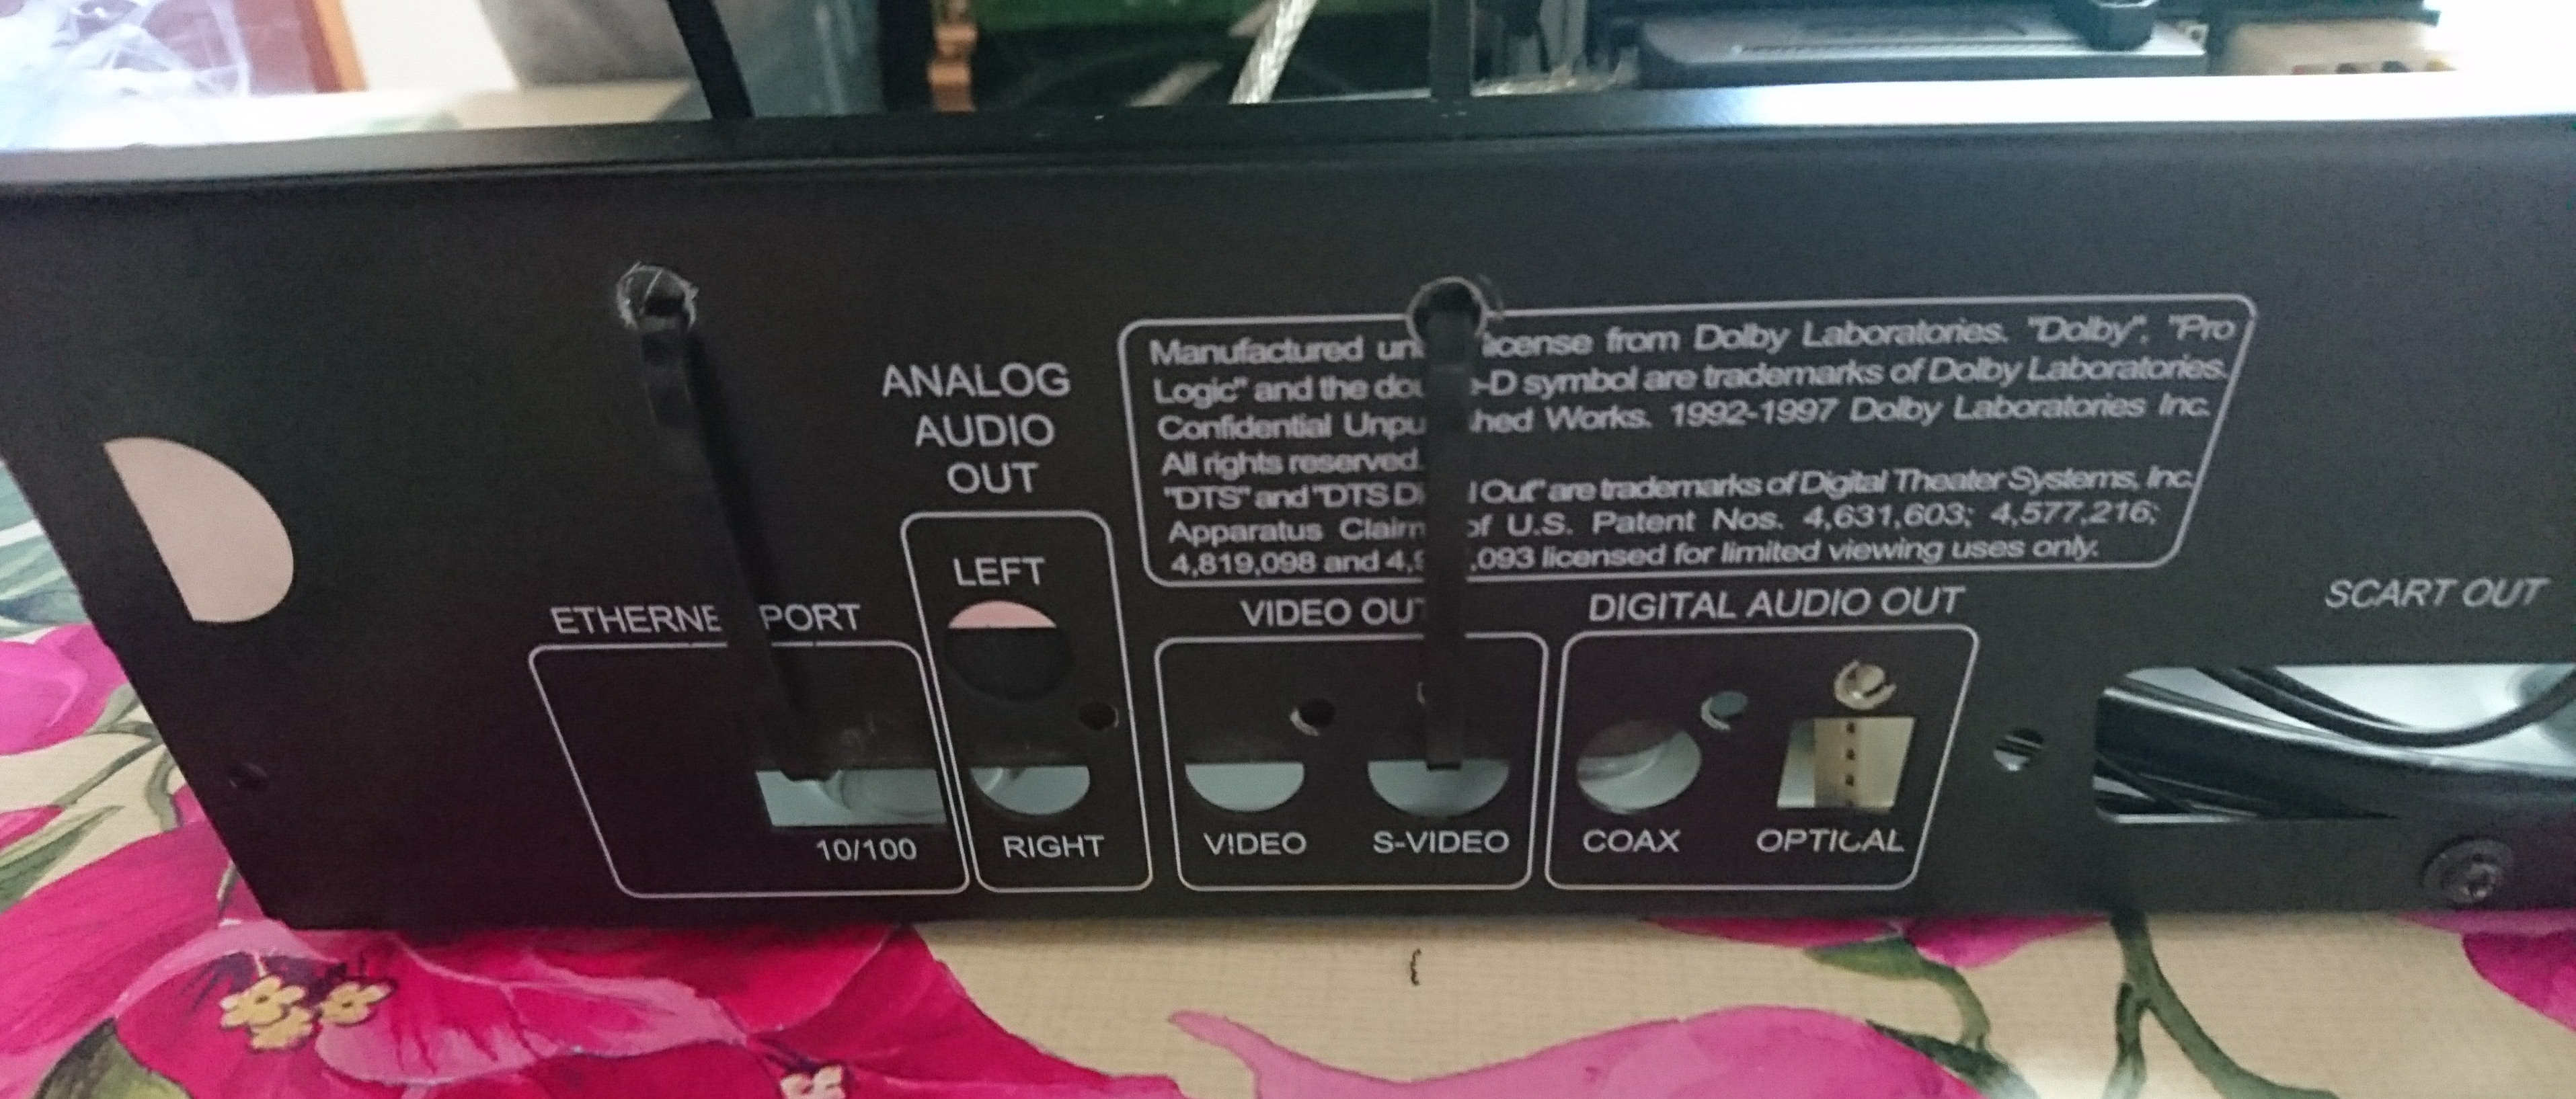 Manufactured un license from Dolby Laboratories. "Dolby", "Pro
Logic" and the dou -D symbol are trademarks of Dolby Laboratories.
Confidential Unpu hed Works. 1992-1997 Dolby Laboratories Inc.
All rights reserved.
"DTS" and "DTS D l Out" are trademarks of Digital Theater Systems, Inc.
Apparatus Claim of U.S. Patent Nos. 4,631,603; 4,577,216;
4,819,098 and 4,9 ,093 licensed for limited viewing uses only.
ANALOG
AUDIO
OUT
LEFT
RIGHT
ETHERNE PORT
10/100
VIDEO OUT
VIDEO
S-VIDEO
DIGITAL AUDIO OUT
COAX
OPTICAL
SCART OUT